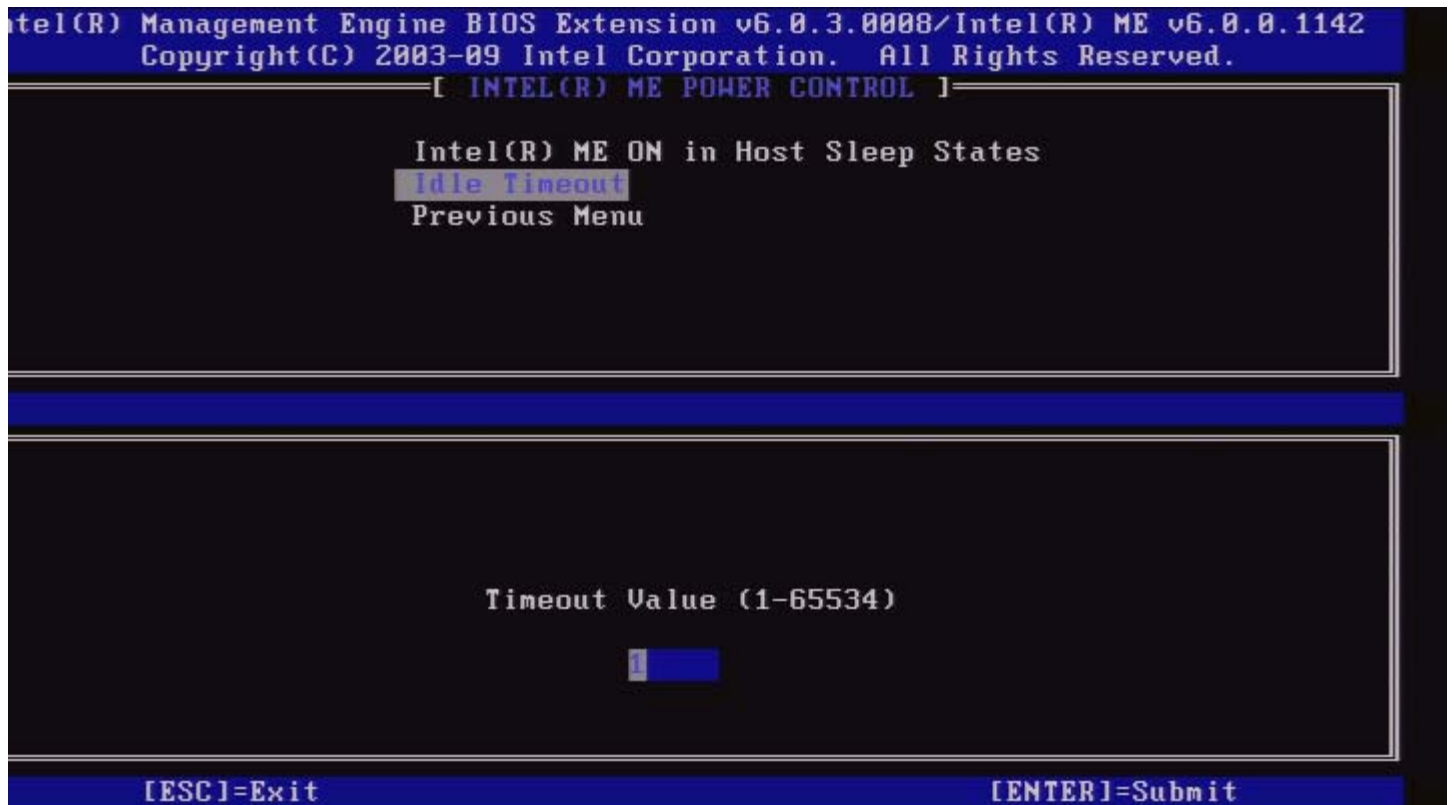 ntel(R) Management Engine BIOS Extension v6.0.3.0008/Intel(R) ME v6.0.0.1142
Copyright(C) 2003-09 Intel Corporation. All Rights Reserved.
[ INTEL(R) ME POWER CONTROL ]
Intel(R) ME ON in Host Sleep States
Idle Timeout
Previous Menu
Timeout Value (1-65534)
1
[ESC]=Exit [ENTER]=Submit